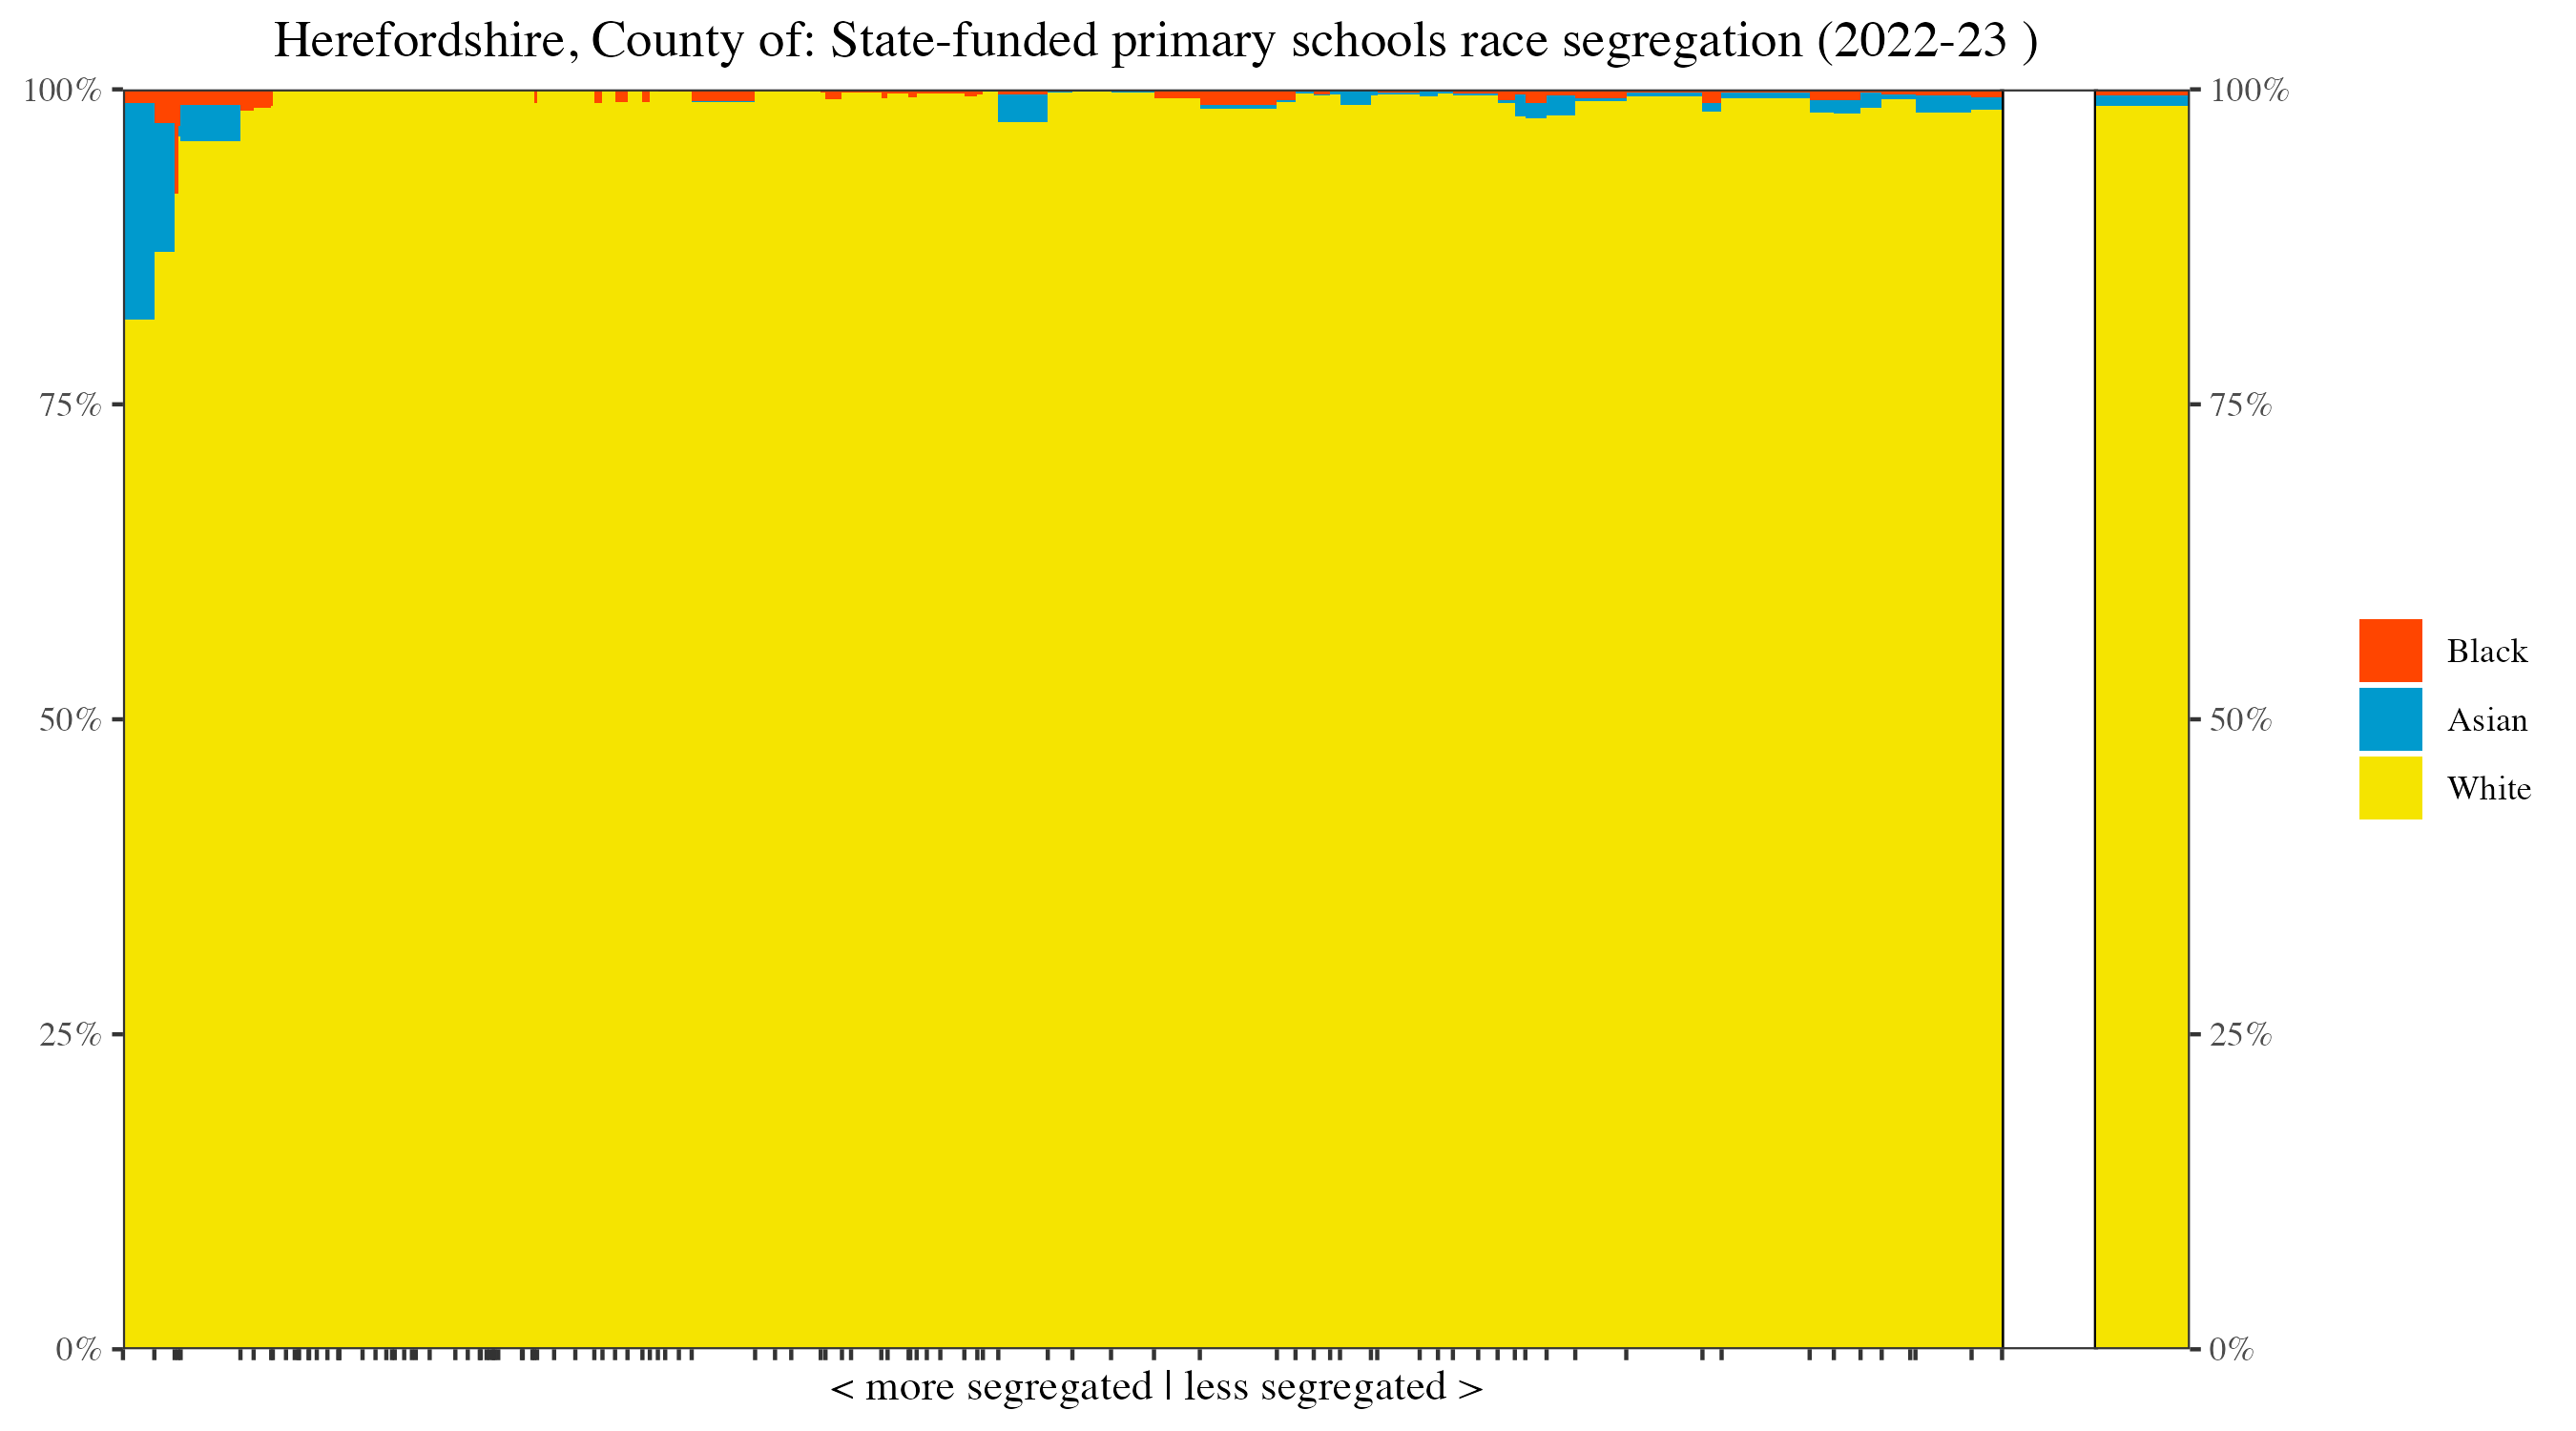 Herefordshire, County of: State-funded primary schools race segregation (2022-23 )
100%
75%
50%
25%
0%
100%
75%
50%
25%
0%
< more segregated | less segregated >
Black
Asian
White